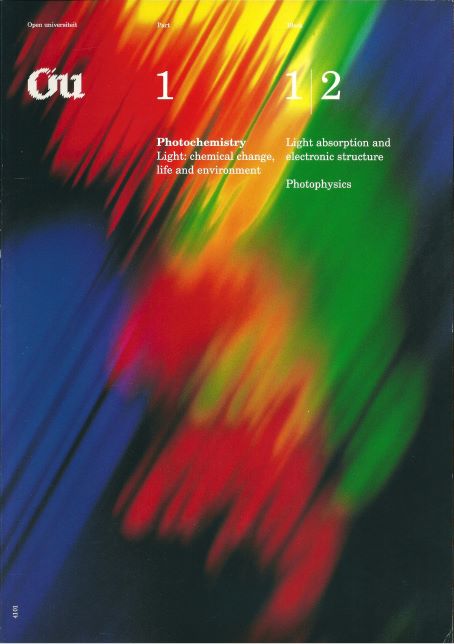 Open universiteit
Part
Block
Ou
1
1 | 2
Photochemistry
Light: chemical change,
life and environment
Light absorption and
electronic structure
Photophysics
4101